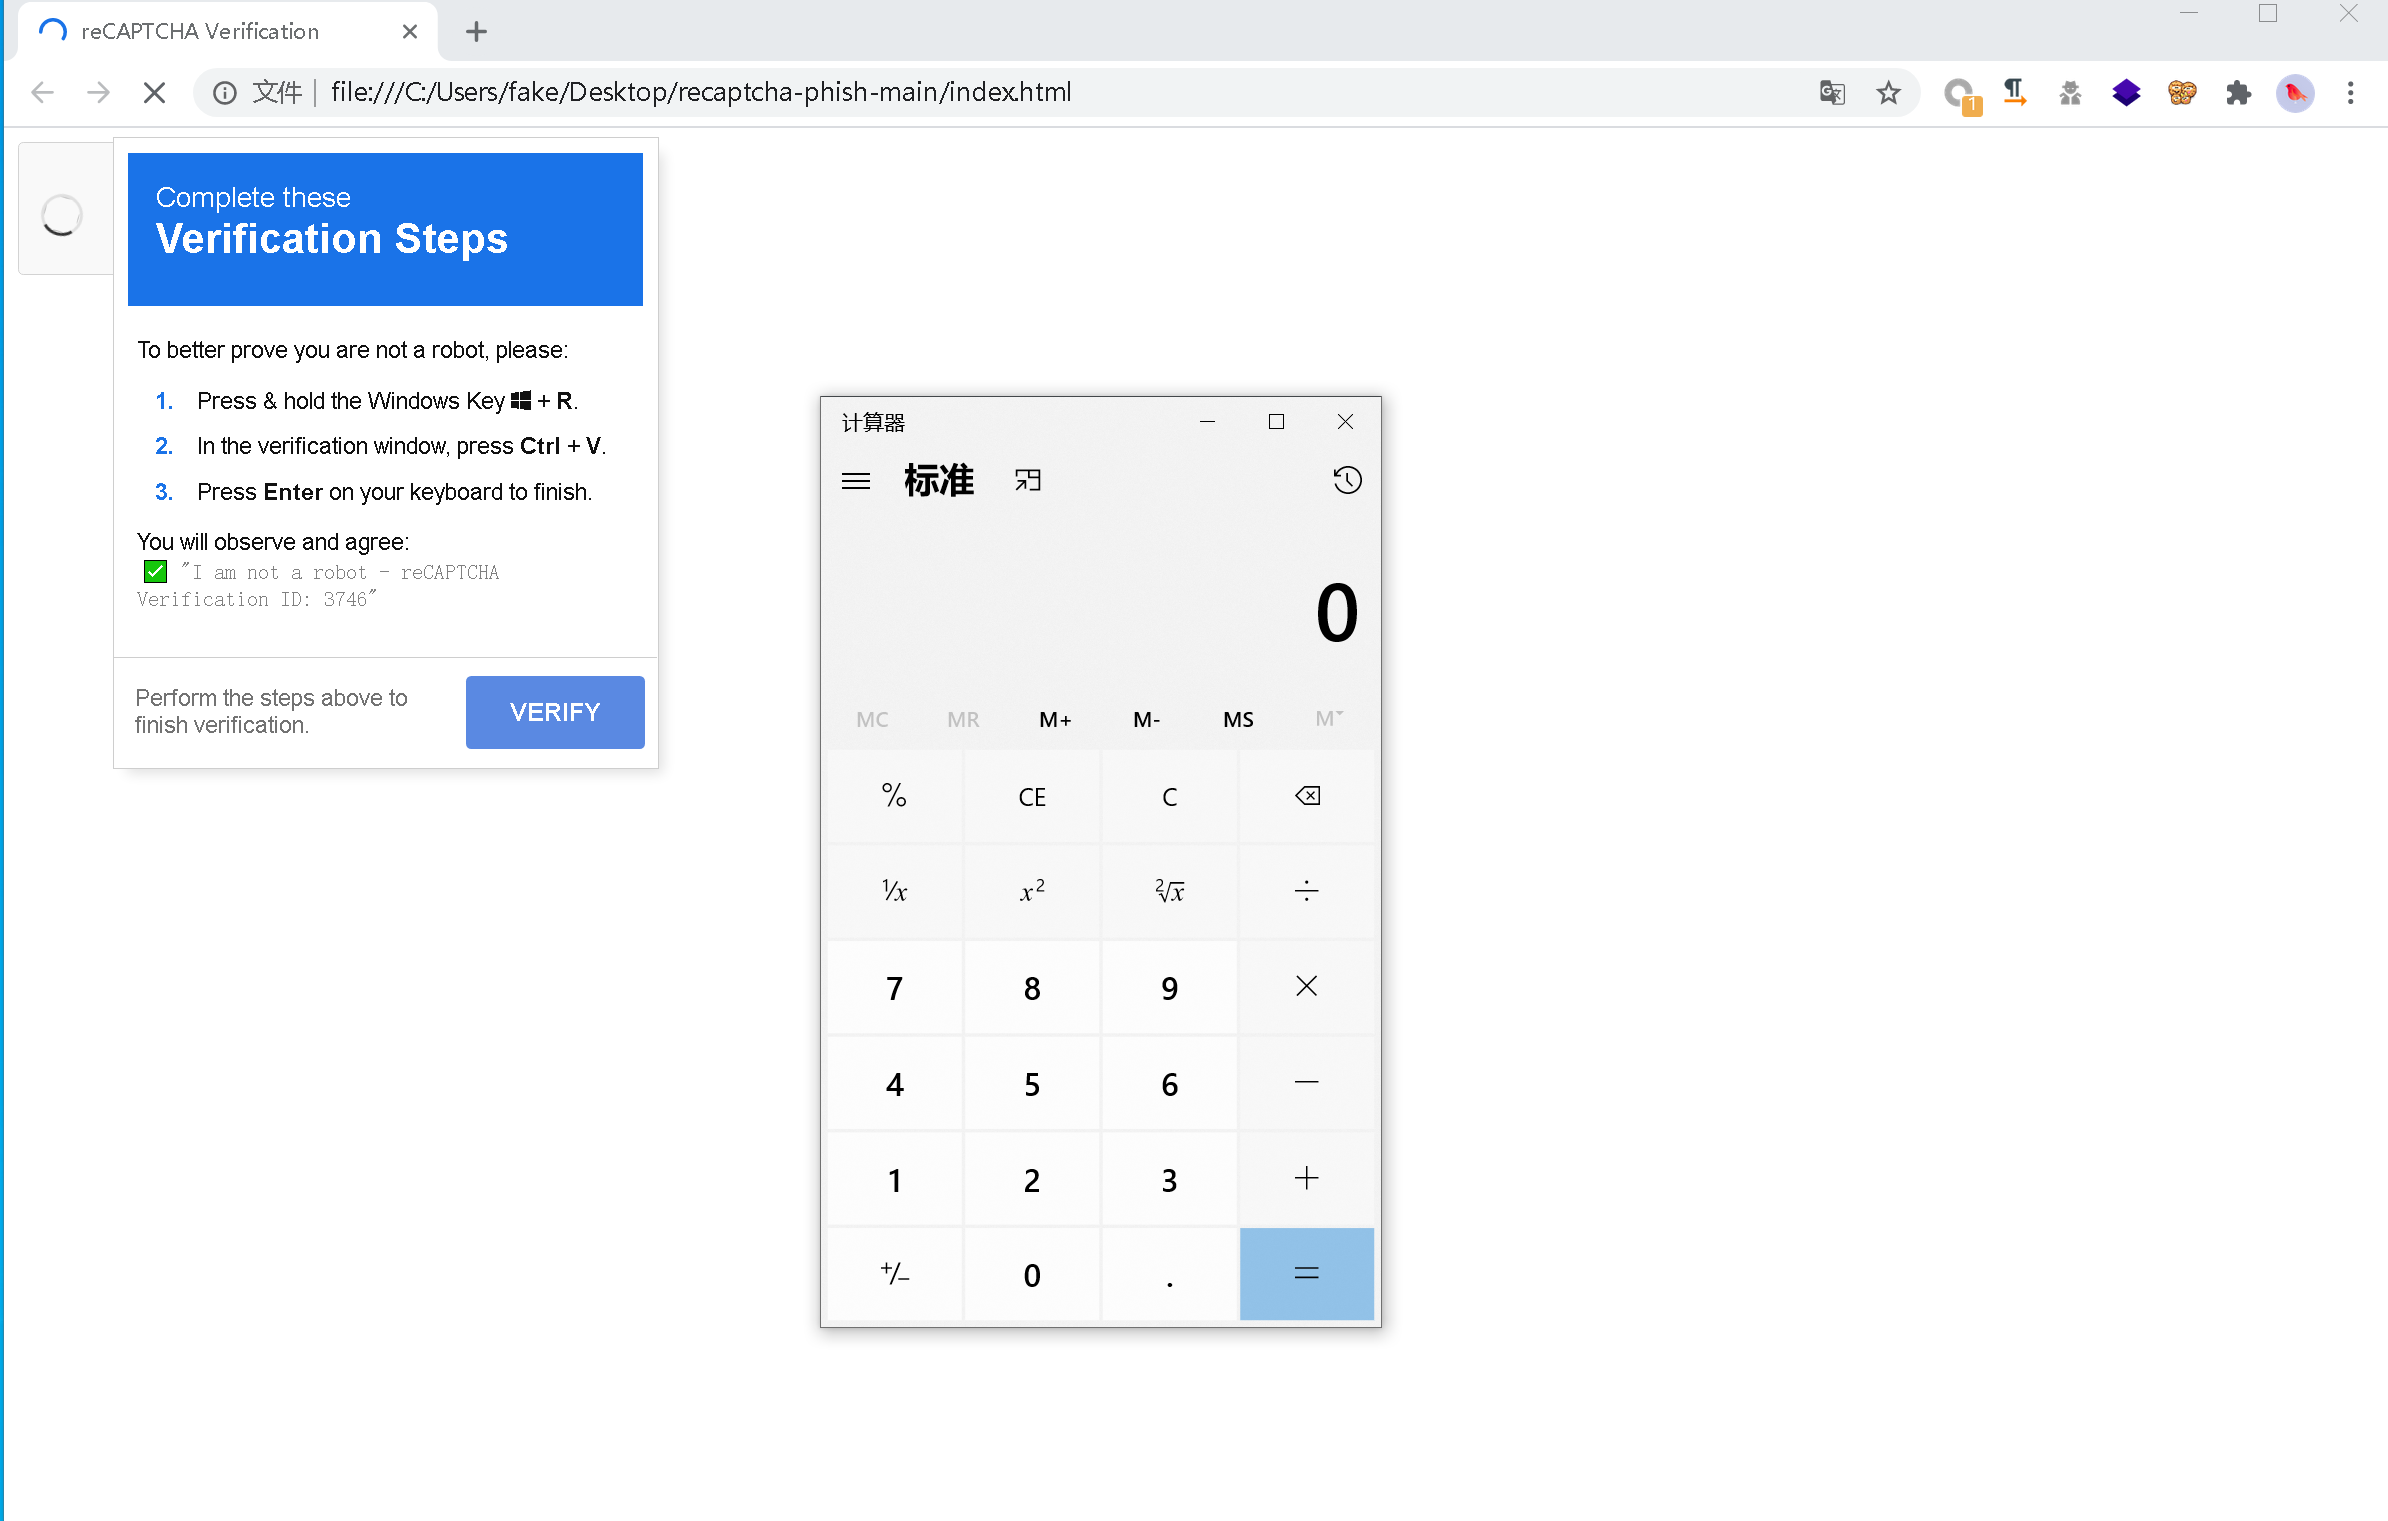 reCAPTCHA Verification
文件 file:///C:/Users/fake/Desktop/recaptcha-phish-main/index.html
1
Complete these
Verification Steps
To better prove you are not a robot, please:
1. Press & hold the Windows Key + R.
2. In the verification window, press Ctrl + V.
3. Press Enter on your keyboard to finish.
You will observe and agree:
"I am not a robot - reCAPTCHA
Verification ID: 3746"
Perform the steps above to
finish verification.
VERIFY
计算器
标准
0
MC MR M+ M- MS M
% CE C
¹/x x² ²√x ÷
7 8 9 ×
4 5 6 −
1 2 3 +
+/− 0 . =